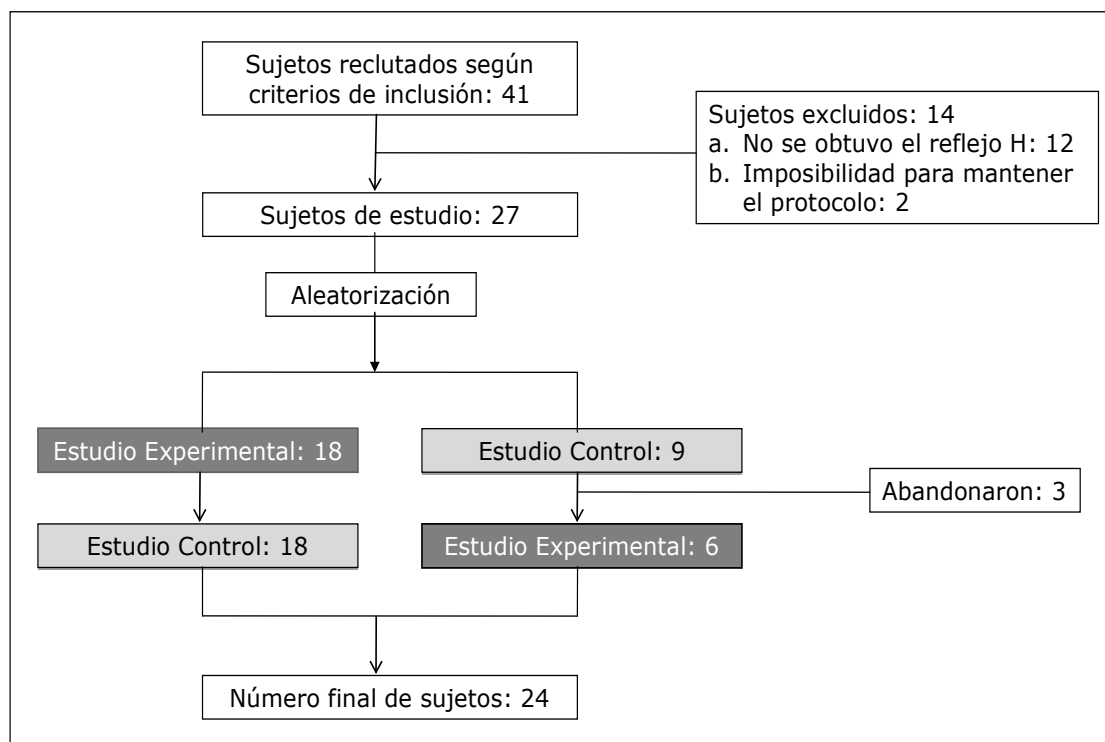 Sujetos reclutados según
criterios de inclusión: 41
Sujetos excluidos: 14
a. No se obtuvo el reflejo H: 12
b. Imposibilidad para mantener
el protocolo: 2
Sujetos de estudio: 27
Aleatorización
Estudio Experimental: 18
Estudio Control: 9
Abandonaron: 3
Estudio Control: 18
Estudio Experimental: 6
Número final de sujetos: 24